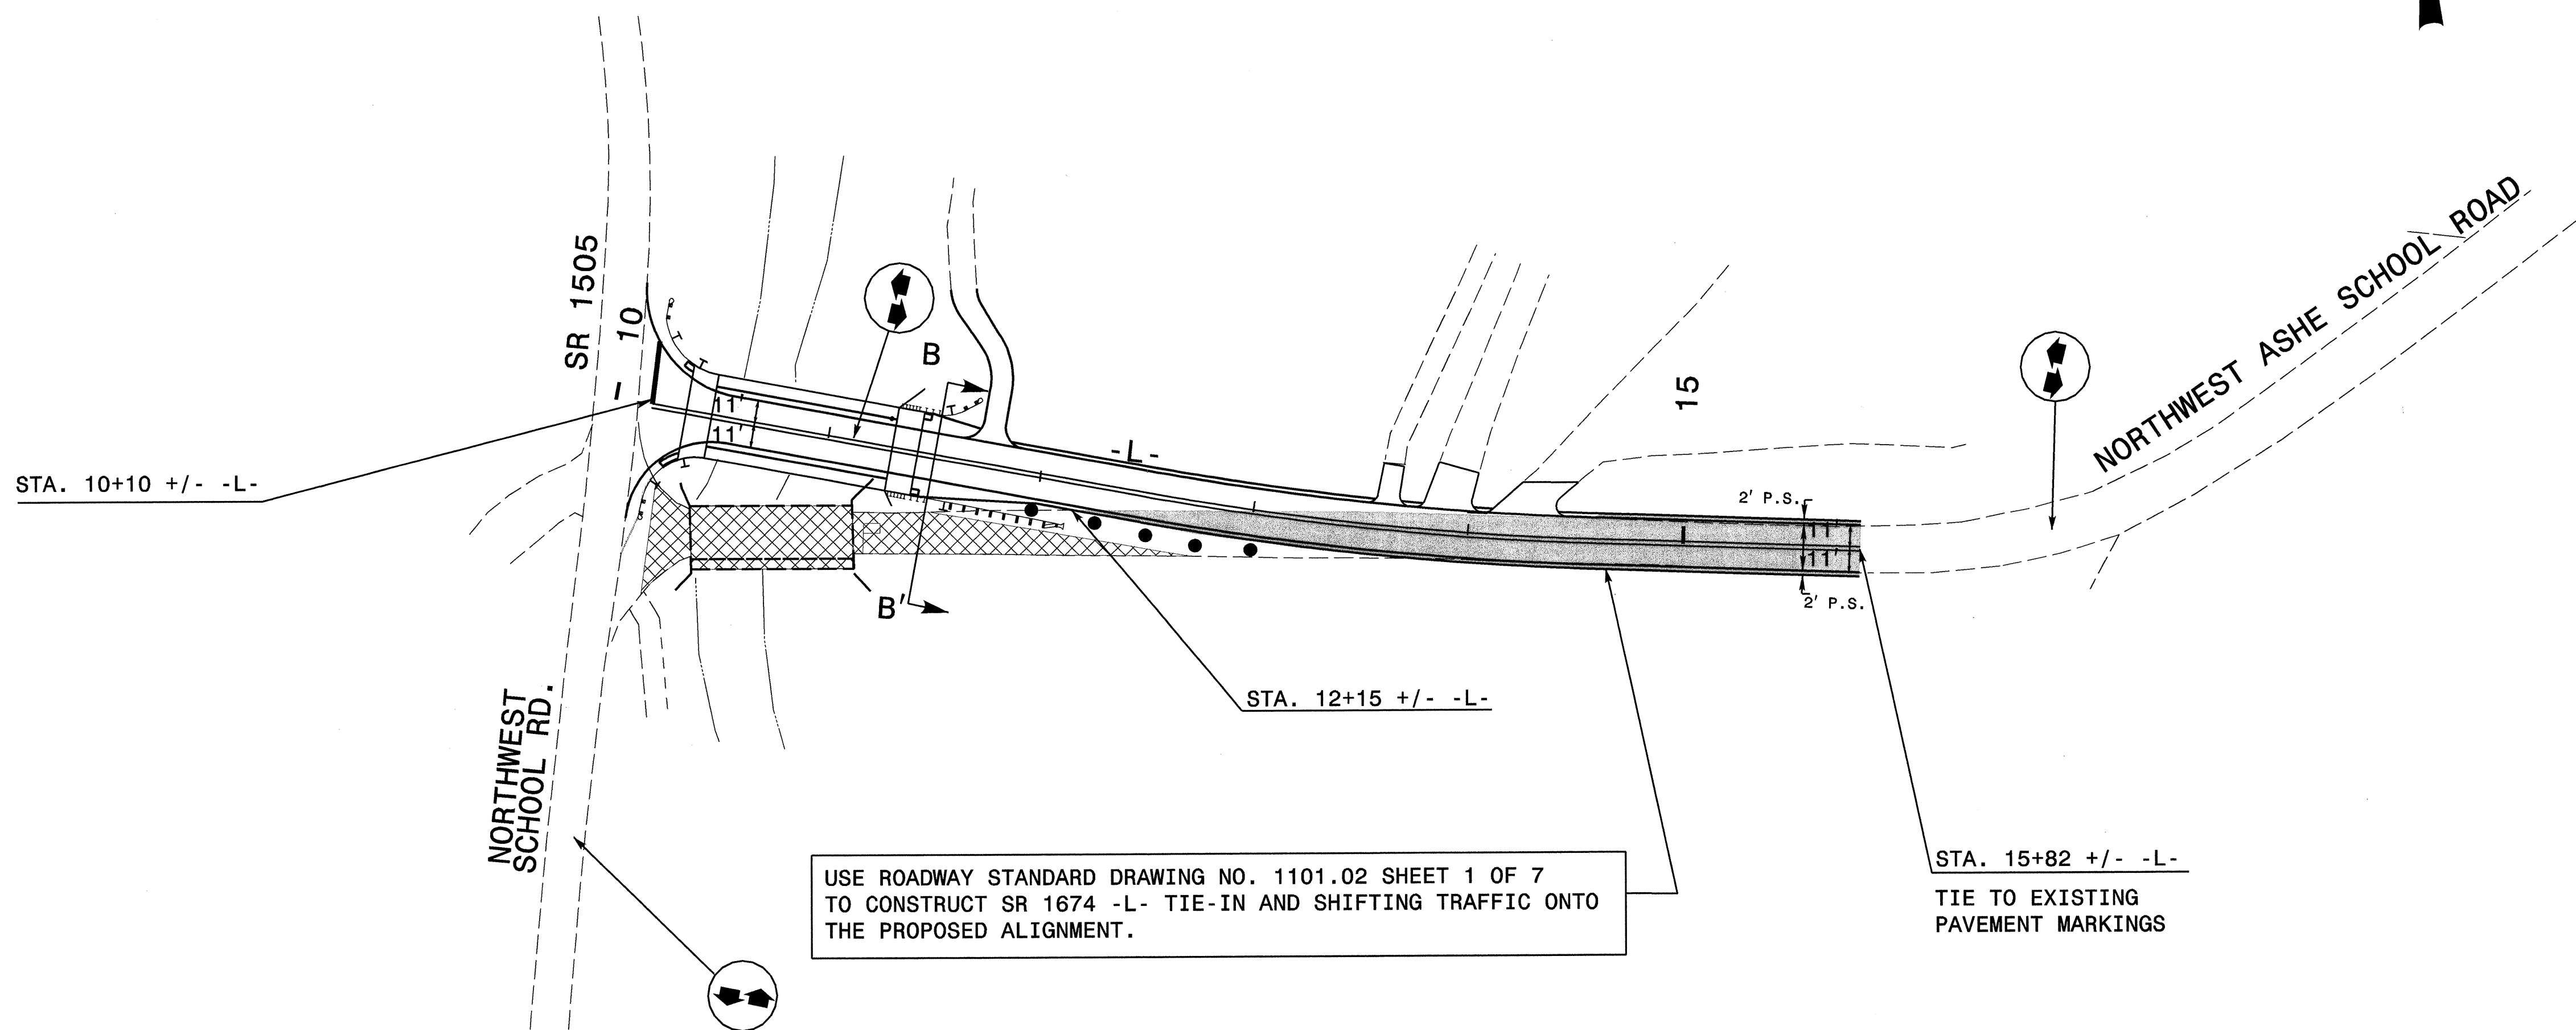 SR 1505
10
B
11'
11'
-L-
15
NORTHWEST ASHE SCHOOL ROAD
STA. 10+10 +/- -L-
2' P.S.
11'
11'
2' P.S.
B'
STA. 12+15 +/- -L-
NORTHWEST
SCHOOL RD.
USE ROADWAY STANDARD DRAWING NO. 1101.02 SHEET 1 OF 7
TO CONSTRUCT SR 1674 -L- TIE-IN AND SHIFTING TRAFFIC ONTO
THE PROPOSED ALIGNMENT.
STA. 15+82 +/- -L-
TIE TO EXISTING
PAVEMENT MARKINGS